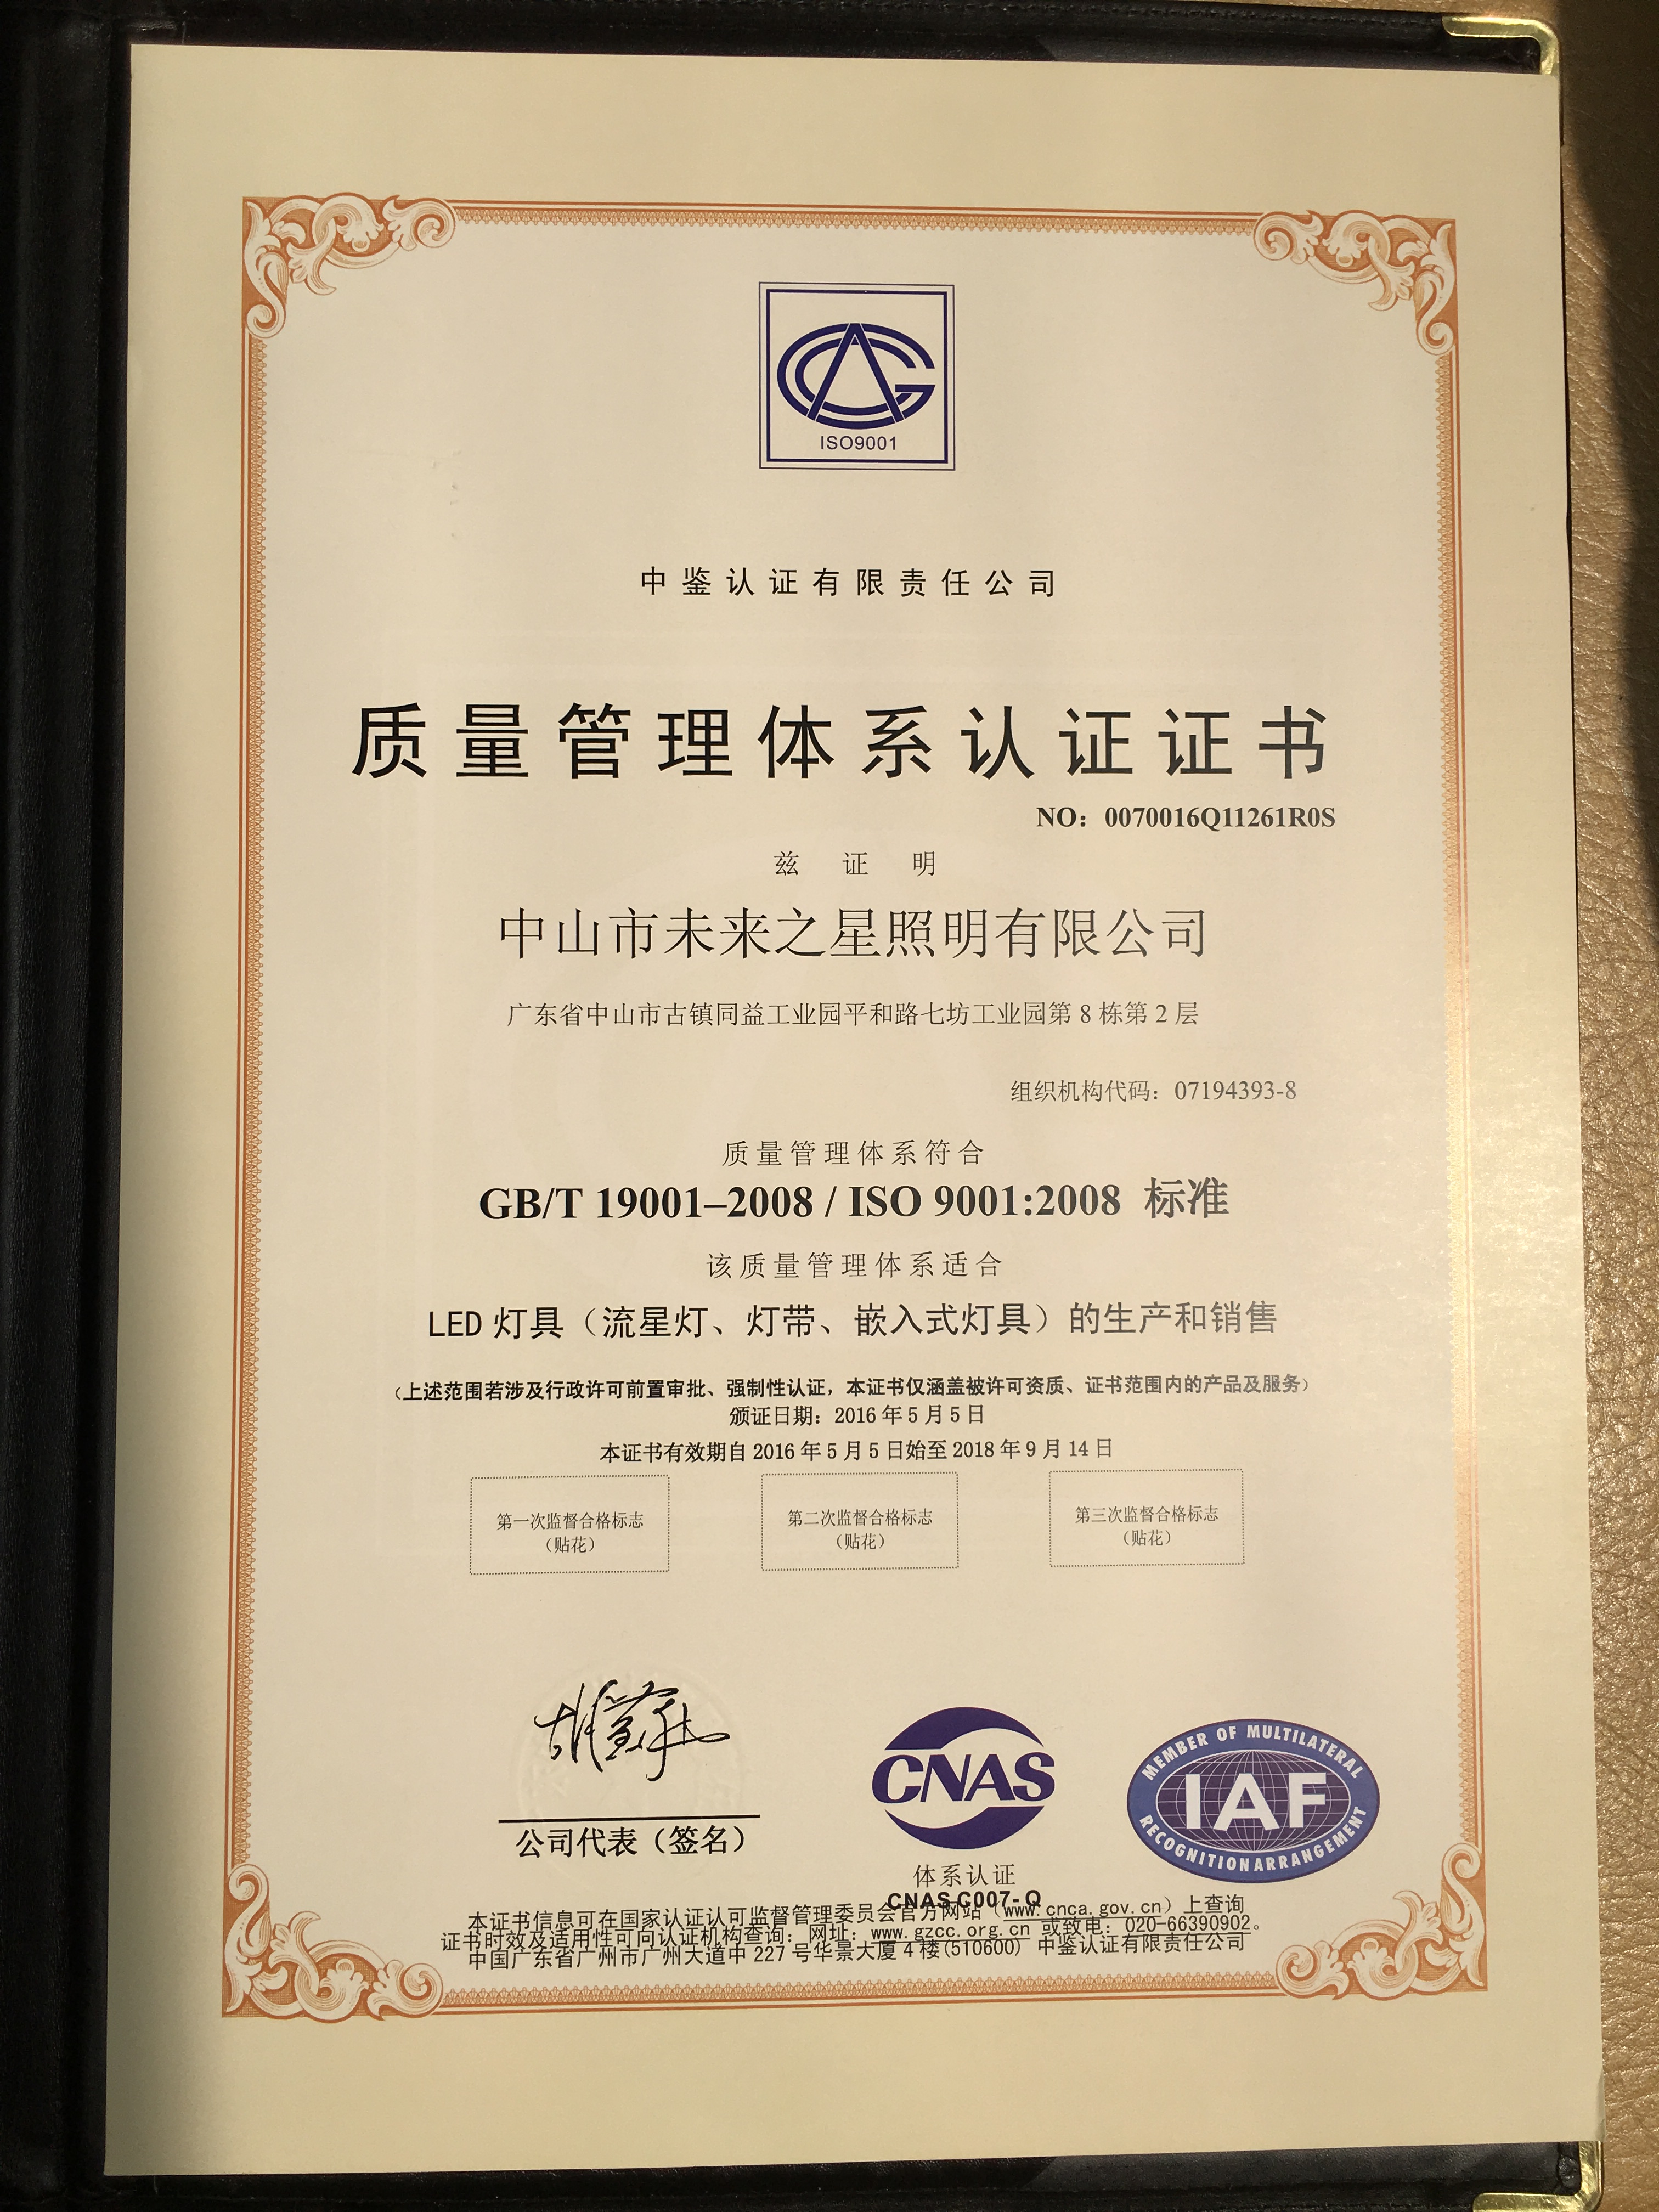 ISO9001
中鉴认证有限责任公司
质量管理体系认证证书
NO：0070016Q11261R0S
兹 证 明
中山市未来之星照明有限公司
广东省中山市古镇同益工业园平和路七坊工业园第 8 栋第 2 层
组织机构代码：07194393-8
质量管理体系符合
GB/T 19001–2008 / ISO 9001:2008 标准
该质量管理体系适合
LED 灯具（流星灯、灯带、嵌入式灯具）的生产和销售
（上述范围若涉及行政许可前置审批、强制性认证，本证书仅涵盖被许可资质、证书范围内的产品及服务）
颁证日期：2016 年 5 月 5 日
本证书有效期自 2016 年 5 月 5 日始至 2018 年 9 月 14 日
第一次监督合格标志
（贴花）
第二次监督合格标志
（贴花）
第三次监督合格标志
（贴花）
公司代表（签名）
CNAS
体系认证
CNAS C007-Q
MEMBER OF MULTILATERAL
IAF
RECOGNITION ARRANGEMENT
本证书信息可在国家认证认可监督管理委员会官方网站（www.cnca.gov.cn）上查询
证书时效及适用性可向认证机构查询：网址：www.gzcc.org.cn 或致电：020-66390902。
中国广东省广州市广州大道中 227 号华景大厦 4 楼(510600) 中鉴认证有限责任公司